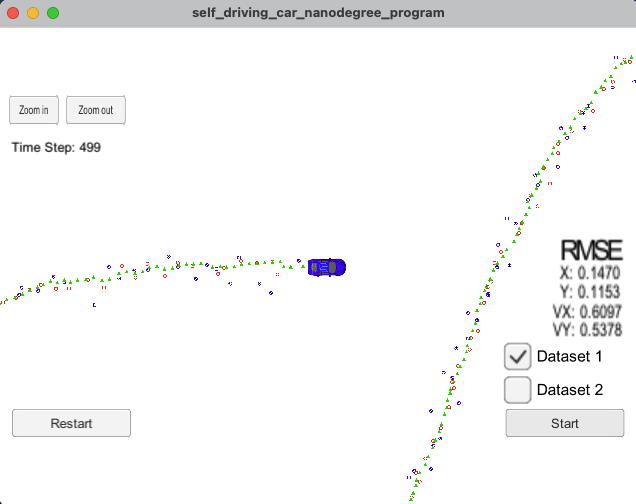 self_driving_car_nanodegree_program
Zoom in
Zoom out
Time Step: 499
RMSE
X: 0.1470
Y: 0.1153
VX: 0.6097
VY: 0.5378
Dataset 1
Dataset 2
Restart
Start